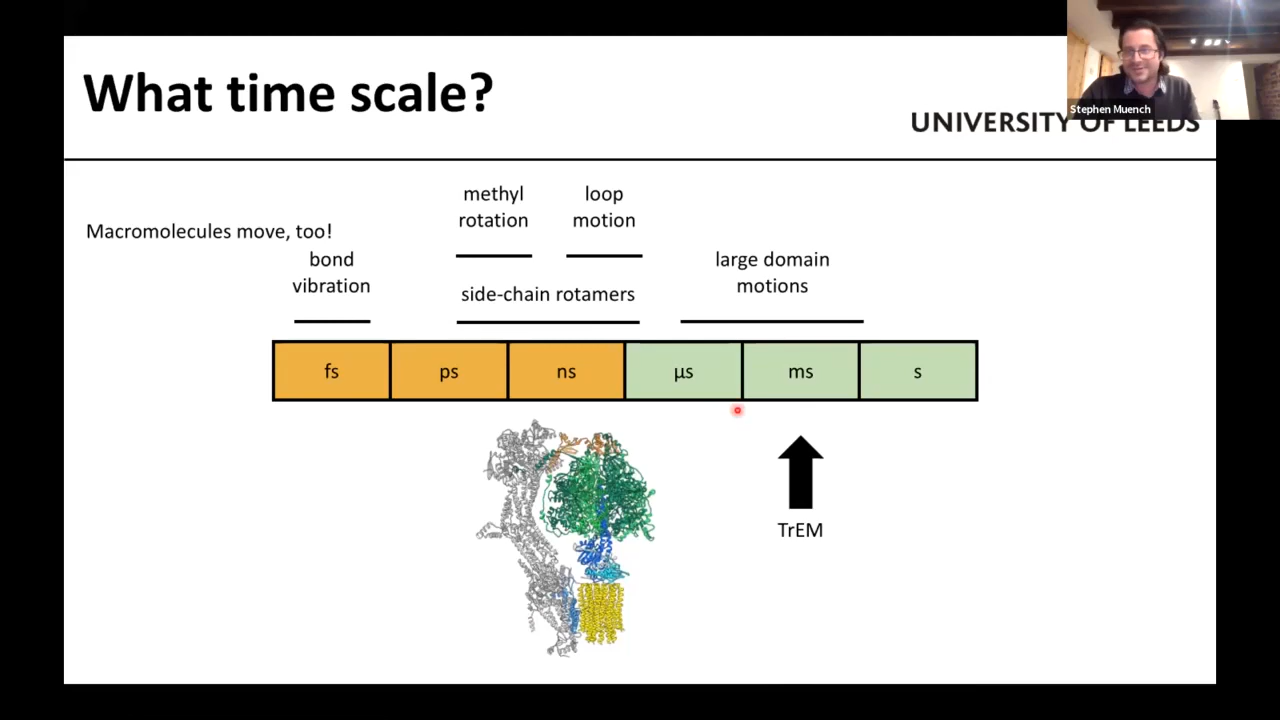 What time scale?
Stephen Muench
UNIVERSITY OF LEEDS
Macromolecules move, too!
bond
vibration
methyl
rotation
loop
motion
side-chain rotamers
large domain
motions
fs
ps
ns
μs
ms
s
TrEM